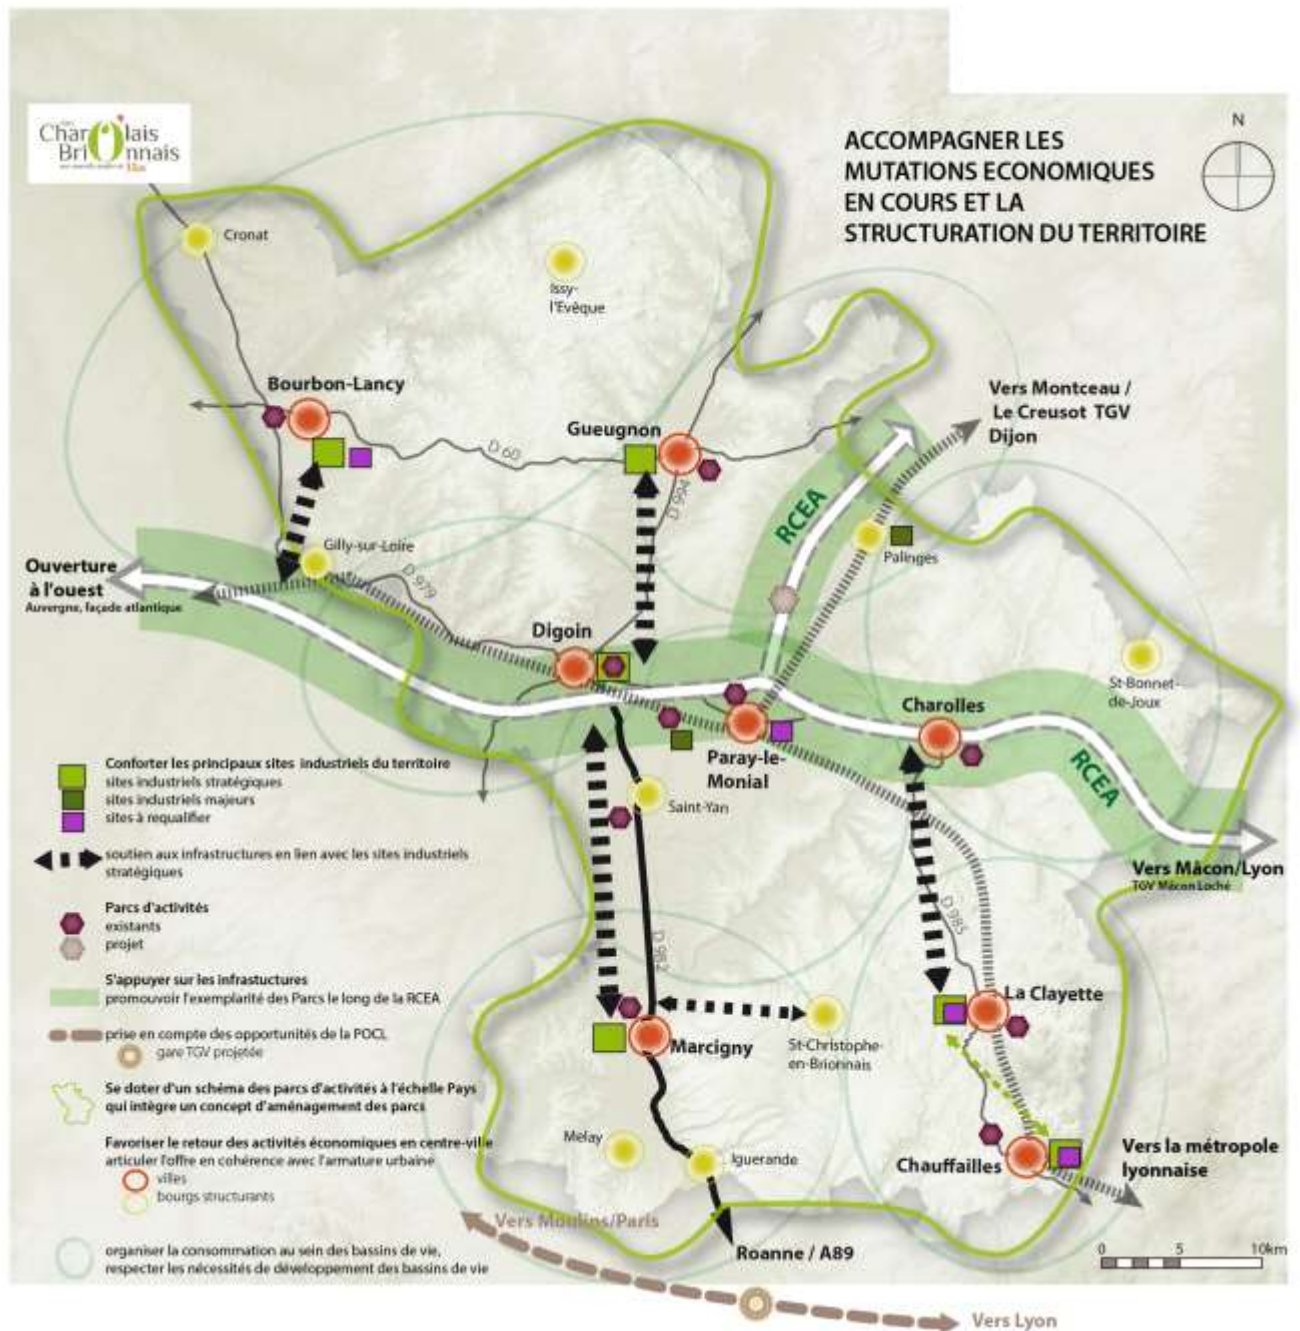 Charolais
Brionnais
ACCOMPAGNER LES
MUTATIONS ECONOMIQUES
EN COURS ET LA
STRUCTURATION DU TERRITOIRE
N
Cronat
Issy-
l'Evêque
Bourbon-Lancy
Gueugnon
D 60
D 994
Vers Montceau /
Le Creusot TGV
Dijon
RCEA
Palinges
Gilly-sur-Loire
D 979
Ouverture
à l'ouest
Auvergne, façade atlantique
Digoin
St-Bonnet-
de-Joux
Charolles
Paray-le-
Monial
RCEA
Saint-Yan
Vers Mâcon/Lyon
TGV Mâcon Loché
D 985
D 982
La Clayette
Marcigny
St-Christophe-
en-Brionnais
Melay
Iguerande
Chauffailles
Vers la métropole
lyonnaise
Vers Moulins/Paris
Roanne / A89
Vers Lyon
0 5 10km
Conforter les principaux sites industriels du territoire
sites industriels stratégiques
sites industriels majeurs
sites à requalifier
soutien aux infrastructures en lien avec les sites industriels
stratégiques
Parcs d'activités
existants
projet
S'appuyer sur les infrastuctures
promouvoir l'exemplarité des Parcs le long de la RCEA
prise en compte des opportunités de la POCL
gare TGV projetée
Se doter d'un schéma des parcs d'activités à l'échelle Pays
qui intègre un concept d'aménagement des parcs
Favoriser le retour des activités économiques en centre-ville
articuler l'offre en cohérence avec l'armature urbaine
villes
bourgs structurants
organiser la consommation au sein des bassins de vie,
respecter les nécessités de développement des bassins de vie